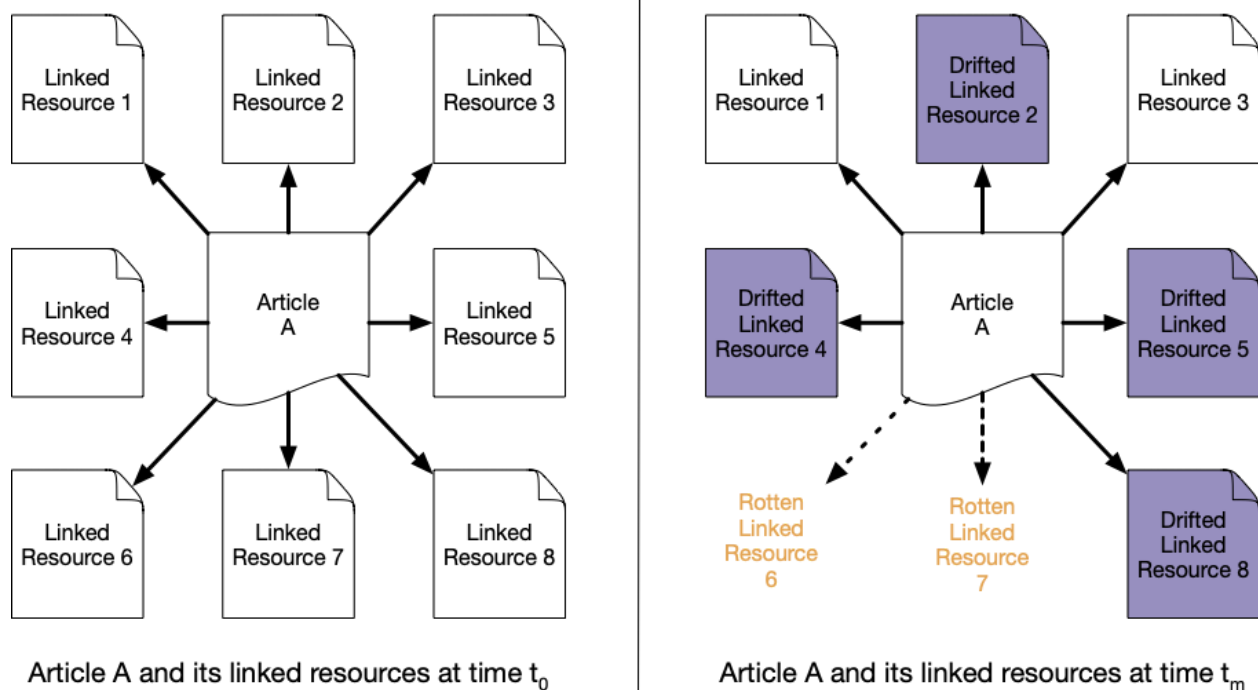 Linked
Resource 1
Linked
Resource 2
Linked
Resource 3
Linked
Resource 4
Article
A
Linked
Resource 5
Linked
Resource 6
Linked
Resource 7
Linked
Resource 8
Article A and its linked resources at time t0
Linked
Resource 1
Drifted
Linked
Resource 2
Linked
Resource 3
Drifted
Linked
Resource 4
Article
A
Drifted
Linked
Resource 5
Rotten
Linked
Resource
6
Rotten
Linked
Resource
7
Drifted
Linked
Resource 8
Article A and its linked resources at time tm